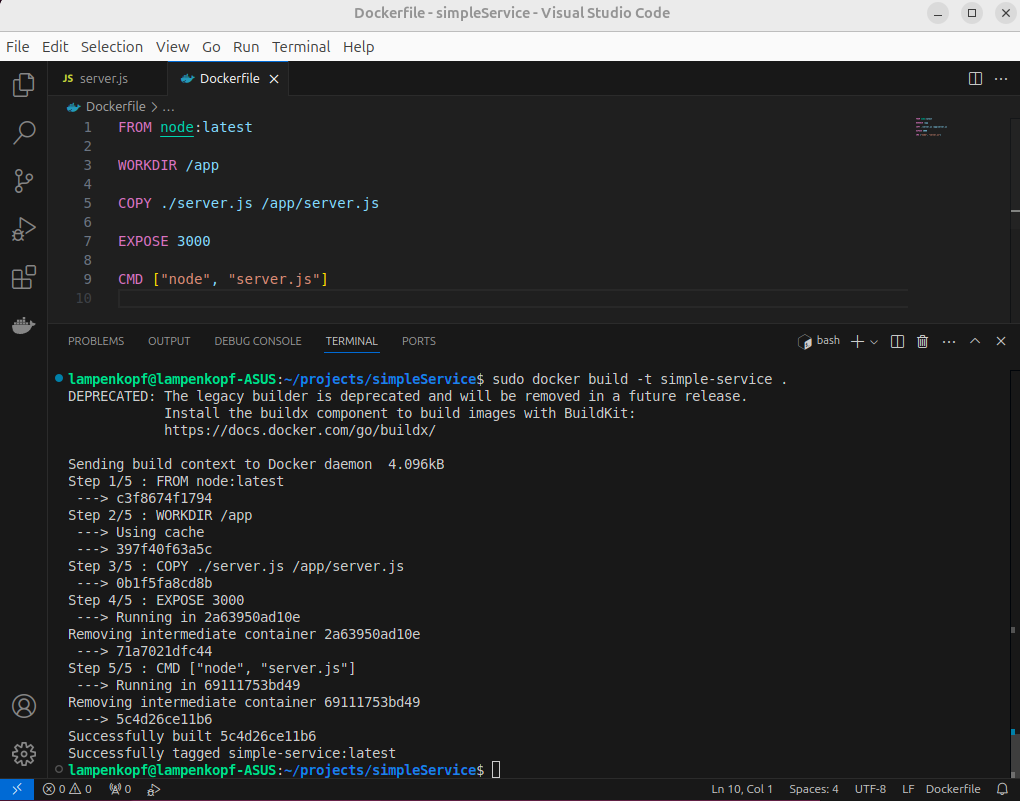 Dockerfile - simpleService - Visual Studio Code
File Edit Selection View Go Run Terminal Help
JS server.js Dockerfile
Dockerfile > ...
1 FROM node:latest
2
3 WORKDIR /app
4
5 COPY ./server.js /app/server.js
6
7 EXPOSE 3000
8
9 CMD ["node", "server.js"]
10
PROBLEMS OUTPUT DEBUG CONSOLE TERMINAL PORTS bash
lampenkopf@lampenkopf-ASUS:~/projects/simpleService$ sudo docker build -t simple-service .
DEPRECATED: The legacy builder is deprecated and will be removed in a future release.
Install the buildx component to build images with BuildKit:
https://docs.docker.com/go/buildx/
Sending build context to Docker daemon  4.096kB
Step 1/5 : FROM node:latest
---> c3f8674f1794
Step 2/5 : WORKDIR /app
---> Using cache
---> 397f40f63a5c
Step 3/5 : COPY ./server.js /app/server.js
---> 0b1f5fa8cd8b
Step 4/5 : EXPOSE 3000
---> Running in 2a63950ad10e
Removing intermediate container 2a63950ad10e
---> 71a7021dfc44
Step 5/5 : CMD ["node", "server.js"]
---> Running in 69111753bd49
Removing intermediate container 69111753bd49
---> 5c4d26ce11b6
Successfully built 5c4d26ce11b6
Successfully tagged simple-service:latest
lampenkopf@lampenkopf-ASUS:~/projects/simpleService$
0 0 0 Ln 10, Col 1 Spaces: 4 UTF-8 LF Dockerfile